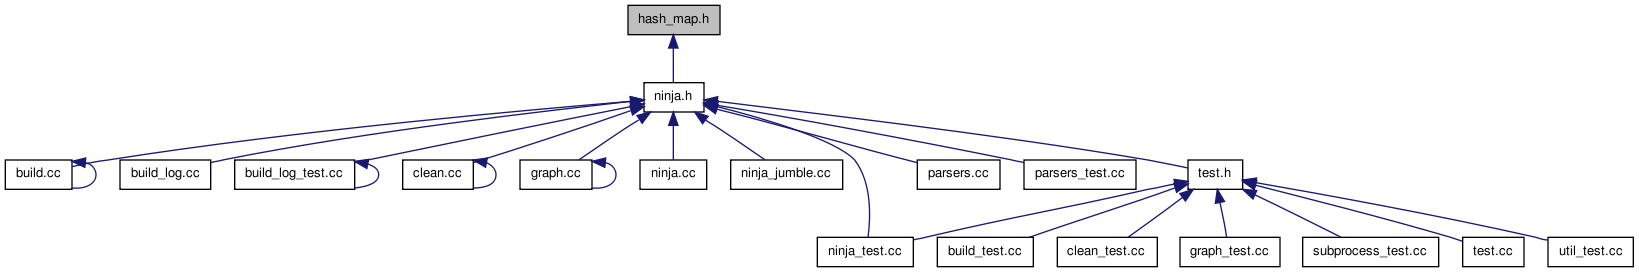 hash_map.h
ninja.h
build.cc
build_log.cc
build_log_test.cc
clean.cc
graph.cc
ninja.cc
ninja_jumble.cc
parsers.cc
parsers_test.cc
test.h
ninja_test.cc
build_test.cc
clean_test.cc
graph_test.cc
subprocess_test.cc
test.cc
util_test.cc